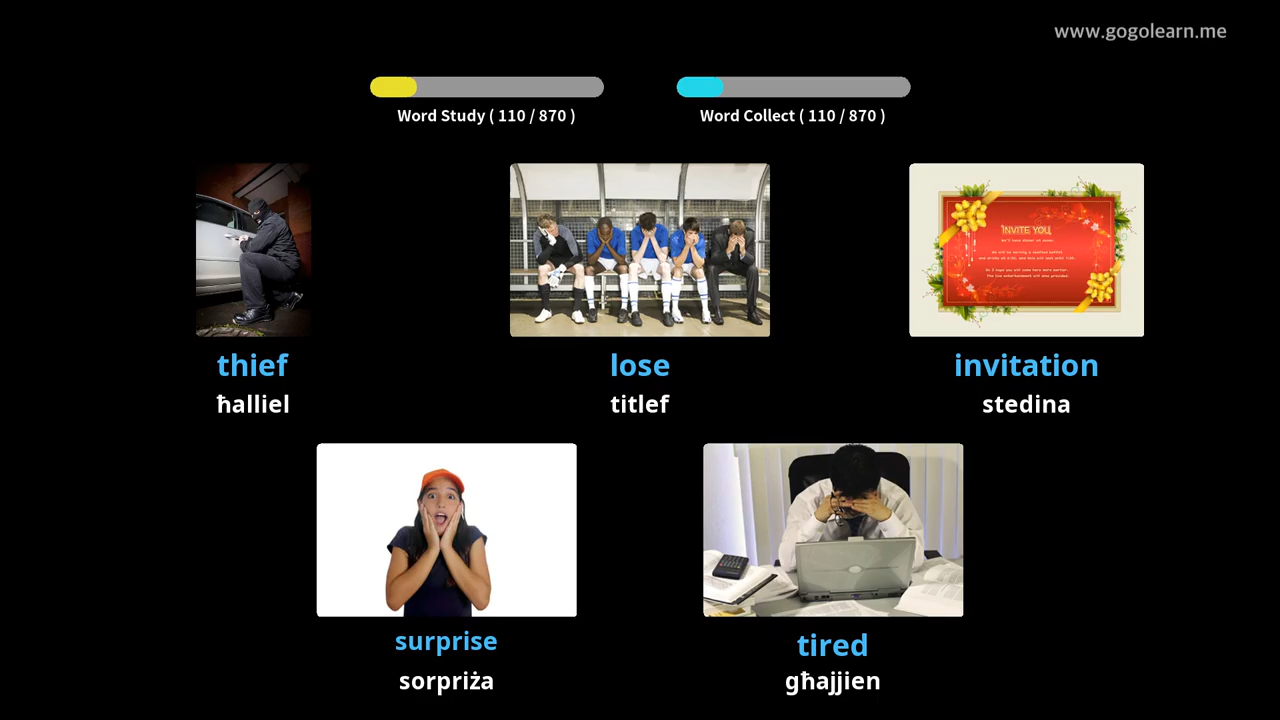 www.gogolearn.me
Word Study ( 110 / 870 )
Word Collect ( 110 / 870 )
INVITE YOU
thief
ħalliel
lose
titlef
invitation
stedina
surprise
sorpriża
tired
għajjien